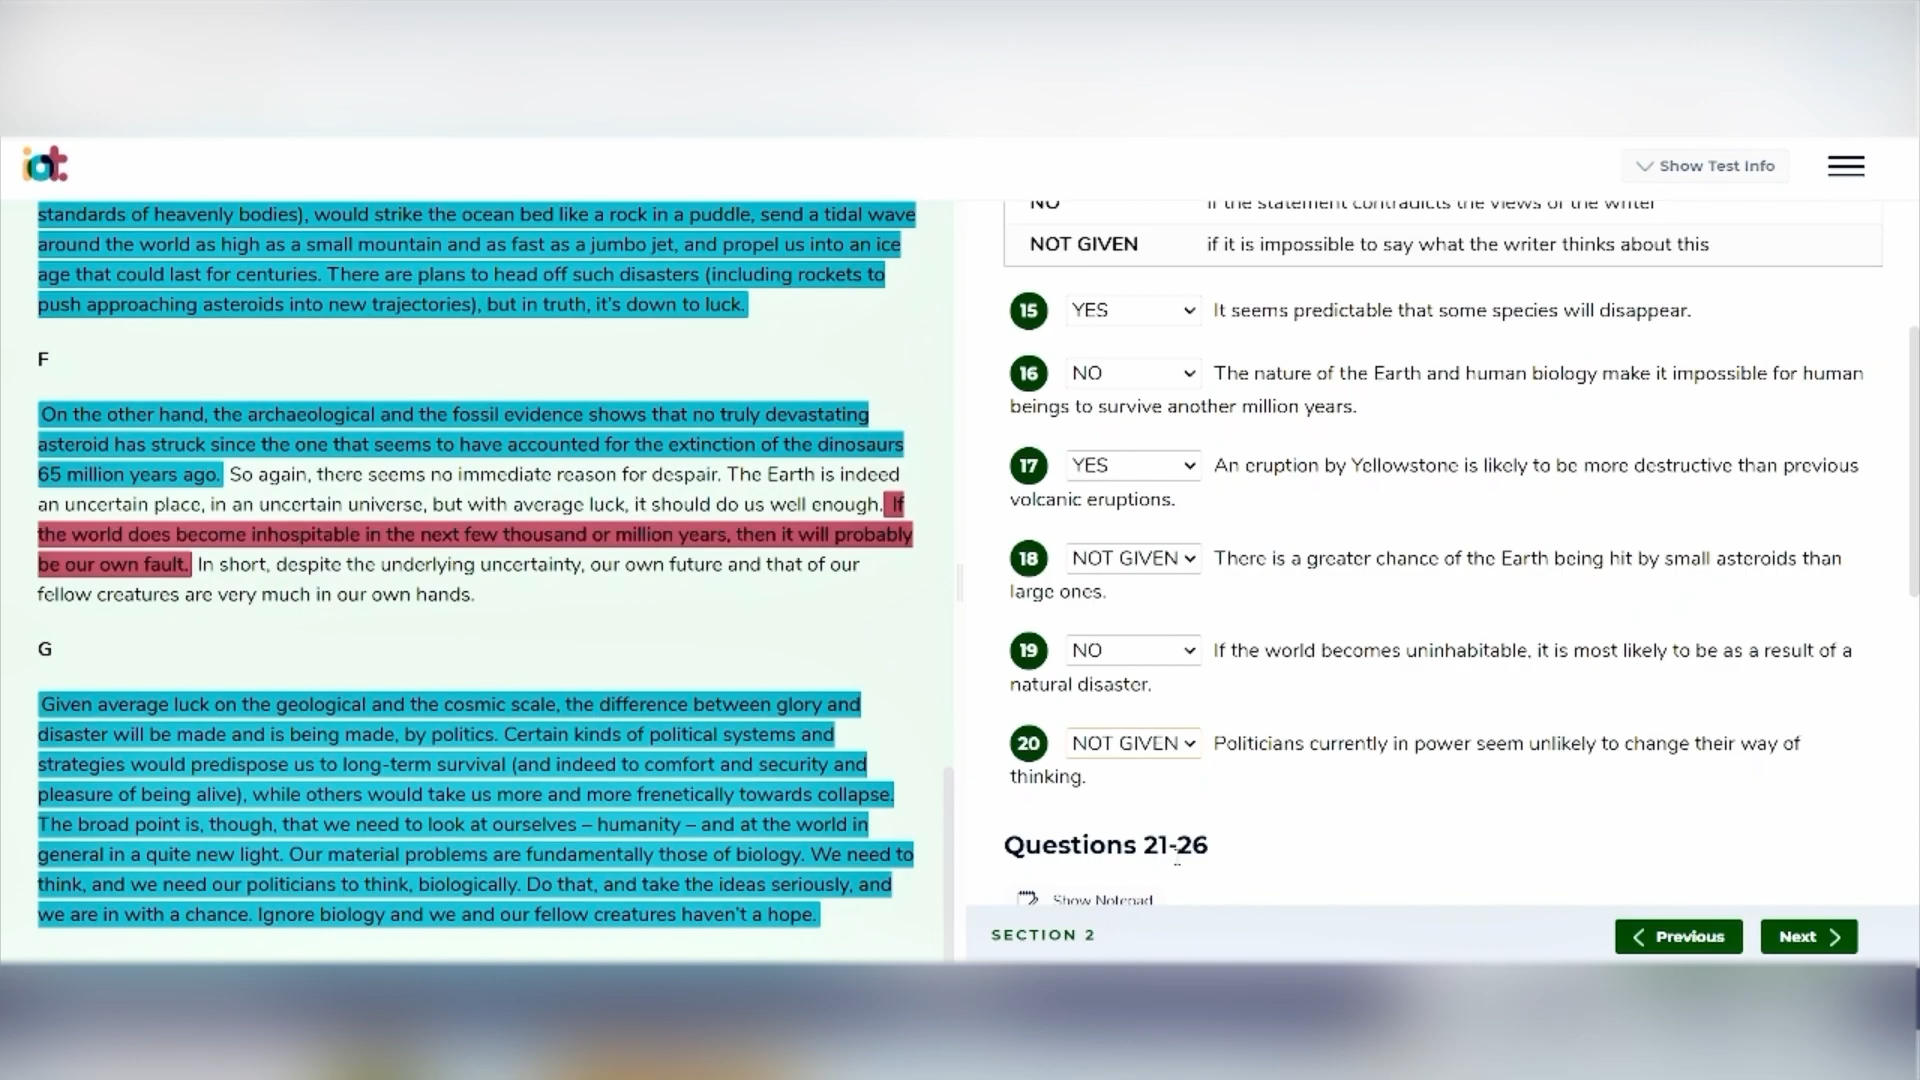 iot
Show Test Info
standards of heavenly bodies), would strike the ocean bed like a rock in a puddle, send a tidal wave
around the world as high as a small mountain and as fast as a jumbo jet, and propel us into an ice
age that could last for centuries. There are plans to head off such disasters (including rockets to
push approaching asteroids into new trajectories), but in truth, it's down to luck.
F
On the other hand, the archaeological and the fossil evidence shows that no truly devastating
asteroid has struck since the one that seems to have accounted for the extinction of the dinosaurs
65 million years ago. So again, there seems no immediate reason for despair. The Earth is indeed
an uncertain place, in an uncertain universe, but with average luck, it should do us well enough. If
the world does become inhospitable in the next few thousand or million years, then it will probably
be our own fault. In short, despite the underlying uncertainty, our own future and that of our
fellow creatures are very much in our own hands.
G
Given average luck on the geological and the cosmic scale, the difference between glory and
disaster will be made and is being made, by politics. Certain kinds of political systems and
strategies would predispose us to long-term survival (and indeed to comfort and security and
pleasure of being alive), while others would take us more and more frenetically towards collapse.
The broad point is, though, that we need to look at ourselves – humanity – and at the world in
general in a quite new light. Our material problems are fundamentally those of biology. We need to
think, and we need our politicians to think, biologically. Do that, and take the ideas seriously, and
we are in with a chance. Ignore biology and we and our fellow creatures haven't a hope.
NO if the statement contradicts the views of the writer
NOT GIVEN if it is impossible to say what the writer thinks about this
15 YES It seems predictable that some species will disappear.
16 NO The nature of the Earth and human biology make it impossible for human
beings to survive another million years.
17 YES An eruption by Yellowstone is likely to be more destructive than previous
volcanic eruptions.
18 NOT GIVEN There is a greater chance of the Earth being hit by small asteroids than
large ones.
19 NO If the world becomes uninhabitable, it is most likely to be as a result of a
natural disaster.
20 NOT GIVEN Politicians currently in power seem unlikely to change their way of
thinking.
Questions 21-26
Show Notepad
SECTION 2
Previous
Next